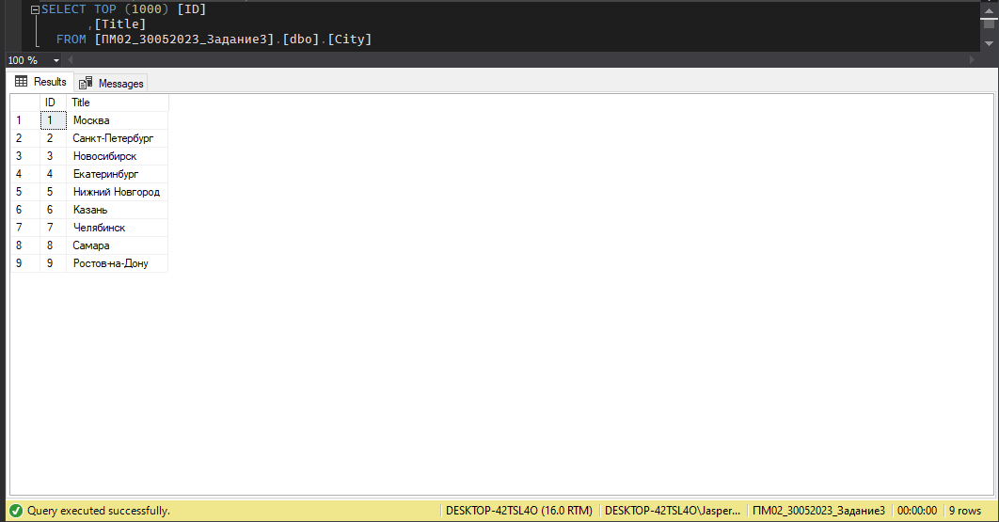 SELECT TOP (1000) [ID]
,[Title]
FROM [ПМ02_30052023_Задание3].[dbo].[City]
100 %
Results Messages
ID Title
1 1 Москва
2 2 Санкт-Петербург
3 3 Новосибирск
4 4 Екатеринбург
5 5 Нижний Новгород
6 6 Казань
7 7 Челябинск
8 8 Самара
9 9 Ростов-на-Дону
Query executed successfully. DESKTOP-42TSL4O (16.0 RTM) DESKTOP-42TSL4O\Jasper... ПМ02_30052023_Задание3 00:00:00 9 rows